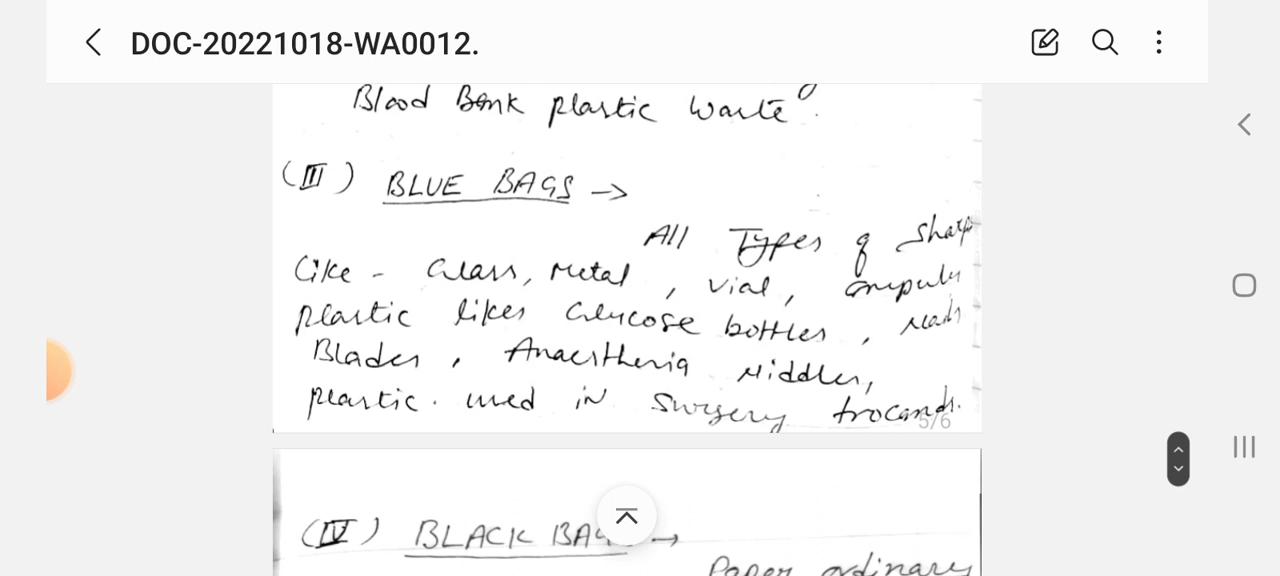 DOC-20221018-WA0012.
Blood Bank plastic waste.
(III) BLUE BAGS →
All Types of sharp
Like - Glass, Metal, vial,
plastic likes Glucose bottles,
Blades, Anaesthesia Niddles,
plastic. used in Surgery
5/6
(IV) BLACK →
Paper ordinary